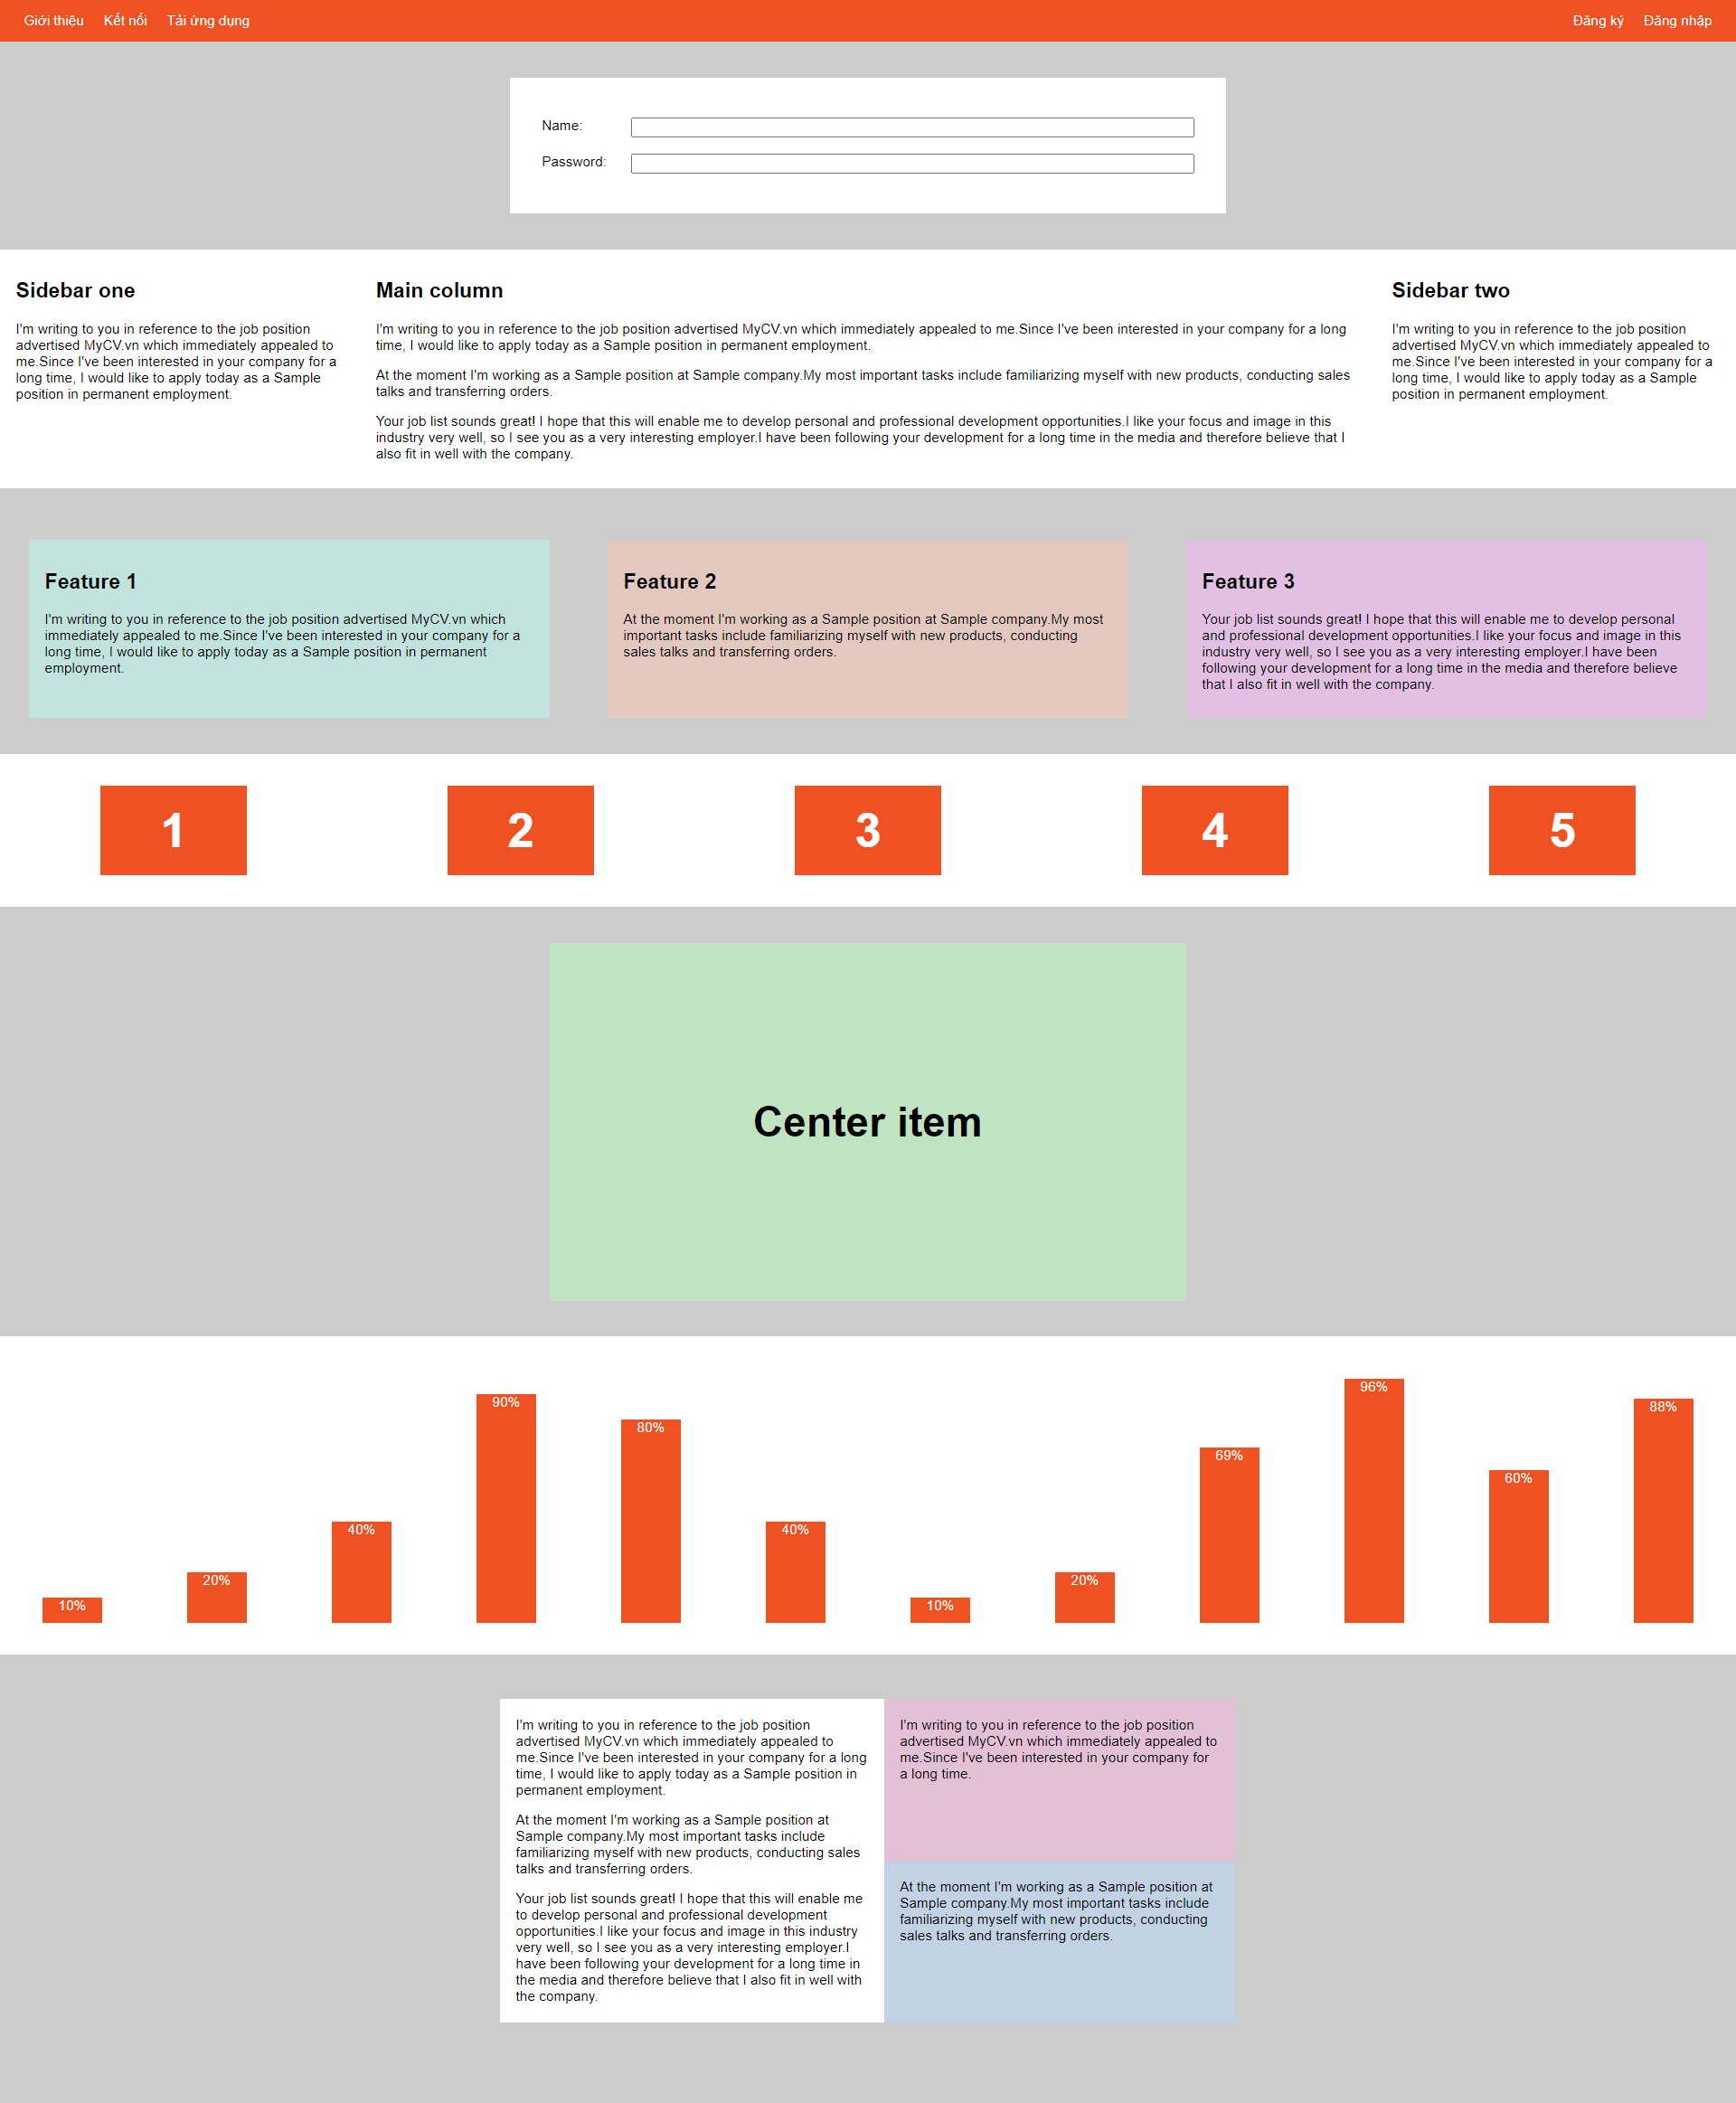 Giới thiệu Kết nối Tải ứng dụng Đăng ký Đăng nhập
Name:
Password:
Sidebar one
I'm writing to you in reference to the job position
advertised MyCV.vn which immediately appealed to
me.Since I've been interested in your company for a
long time, I would like to apply today as a Sample
position in permanent employment.
Main column
I'm writing to you in reference to the job position advertised MyCV.vn which immediately appealed to me.Since I've been interested in your company for a long
time, I would like to apply today as a Sample position in permanent employment.
At the moment I'm working as a Sample position at Sample company.My most important tasks include familiarizing myself with new products, conducting sales
talks and transferring orders.
Your job list sounds great! I hope that this will enable me to develop personal and professional development opportunities.I like your focus and image in this
industry very well, so I see you as a very interesting employer.I have been following your development for a long time in the media and therefore believe that I
also fit in well with the company.
Sidebar two
I'm writing to you in reference to the job position
advertised MyCV.vn which immediately appealed to
me.Since I've been interested in your company for a
long time, I would like to apply today as a Sample
position in permanent employment.
Feature 1
I'm writing to you in reference to the job position advertised MyCV.vn which
immediately appealed to me.Since I've been interested in your company for a
long time, I would like to apply today as a Sample position in permanent
employment.
Feature 2
At the moment I'm working as a Sample position at Sample company.My most
important tasks include familiarizing myself with new products, conducting
sales talks and transferring orders.
Feature 3
Your job list sounds great! I hope that this will enable me to develop personal
and professional development opportunities.I like your focus and image in this
industry very well, so I see you as a very interesting employer.I have been
following your development for a long time in the media and therefore believe
that I also fit in well with the company.
1 2 3 4 5
Center item
10% 20% 40% 90% 80% 40% 10% 20% 69% 96% 60% 88%
I'm writing to you in reference to the job position
advertised MyCV.vn which immediately appealed to
me.Since I've been interested in your company for a long
time, I would like to apply today as a Sample position in
permanent employment.
At the moment I'm working as a Sample position at
Sample company.My most important tasks include
familiarizing myself with new products, conducting sales
talks and transferring orders.
Your job list sounds great! I hope that this will enable me
to develop personal and professional development
opportunities.I like your focus and image in this industry
very well, so I see you as a very interesting employer.I
have been following your development for a long time in
the media and therefore believe that I also fit in well with
the company.
I'm writing to you in reference to the job position
advertised MyCV.vn which immediately appealed to
me.Since I've been interested in your company for
a long time.
At the moment I'm working as a Sample position at
Sample company.My most important tasks include
familiarizing myself with new products, conducting
sales talks and transferring orders.